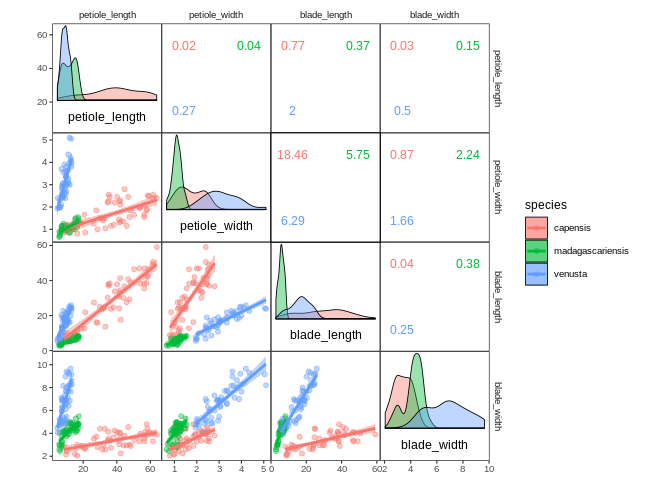 petiole_length petiole_width blade_length blade_width
60
40
20
petiole_length
0.02 0.04
0.27
0.77 0.37
2
0.03 0.15
0.5
petiole_length
5
4
3
2
1
petiole_width
18.46 5.75
6.29
0.87 2.24
1.66
petiole_width
60
40
20
0
blade_length
0.04 0.38
0.25
blade_length
10
8
6
4
2
blade_width
blade_width
20 40 60 1 2 3 4 5 0 20 40 60 2 4 6 8 10
species
capensis
madagascariensis
venusta